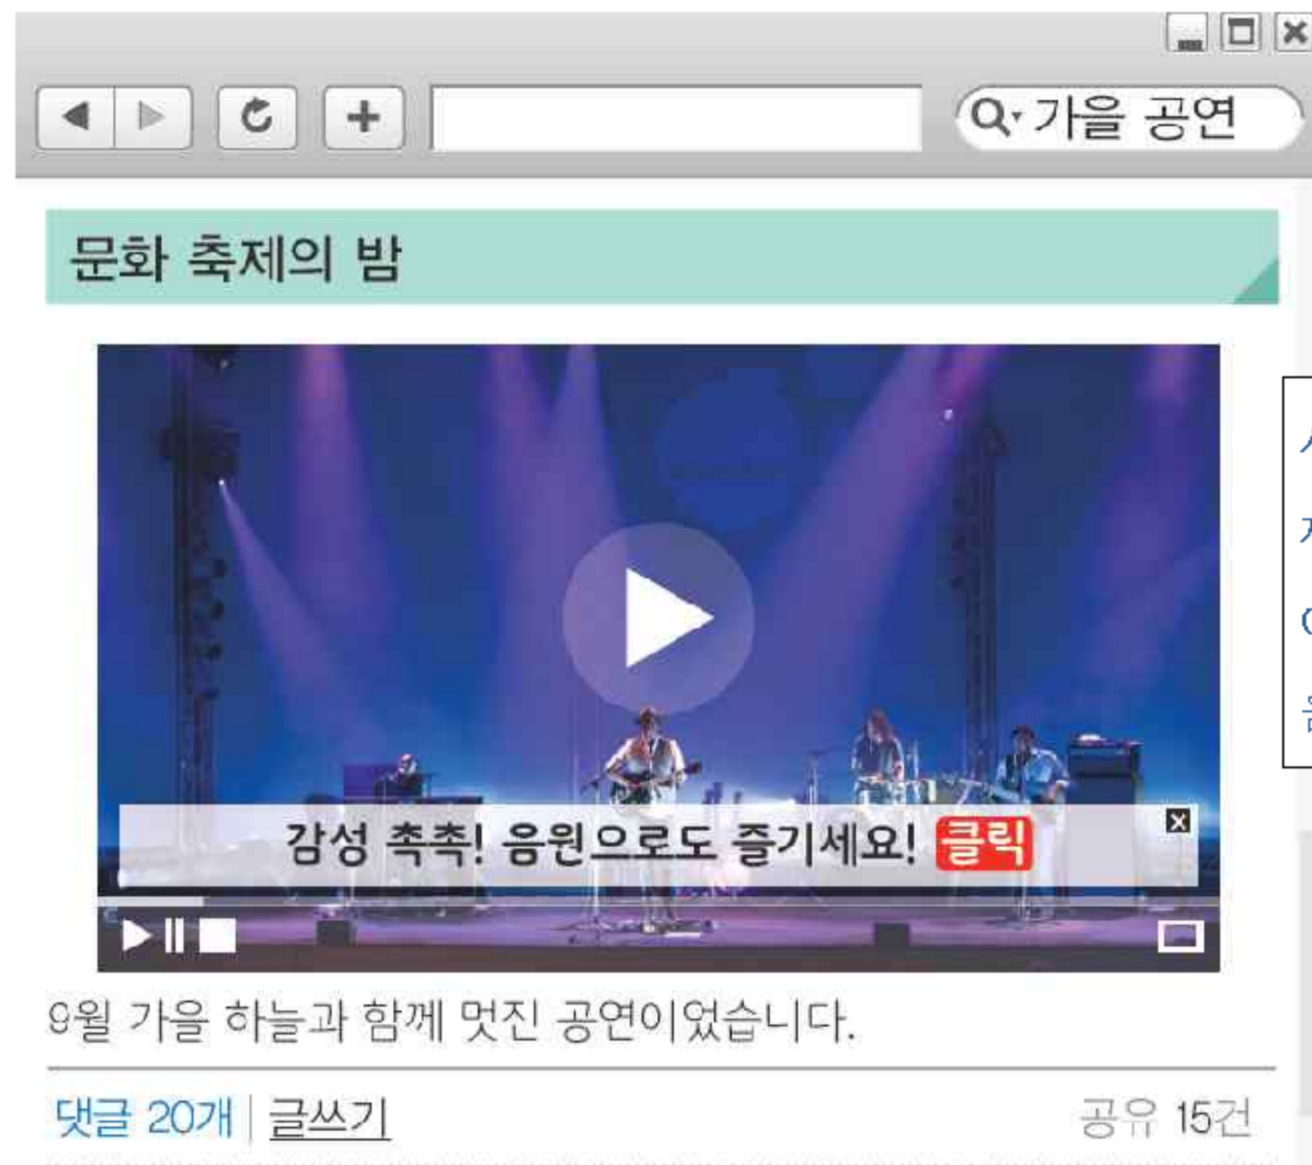 가을 공연
문화 축제의 밤
감성 촉촉! 음원으로도 즐기세요! 클릭
9월 가을 하늘과 함께 멋진 공연이었습니다.
댓글 20개 글쓰기 공유 15건